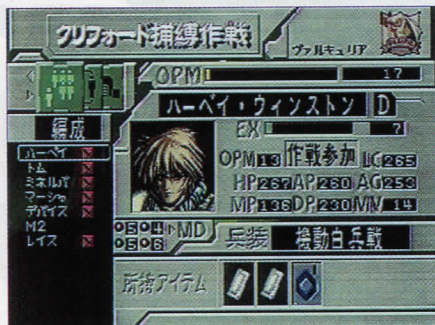 クリフォード捕縛作戦
ヴァルキュリア
OPM 17
ハーベイ・ウィンストン D
EX 7
編成
OPM 13 作戦参加 LC 265
HP 267 AP 260 AG 253
MP 136 DP 230 MV 14
ハーベイ
トム
ミネルバ
マーシャ
デバイス
M2
レイス
MD
兵装 機動白兵戦
所持アイテム